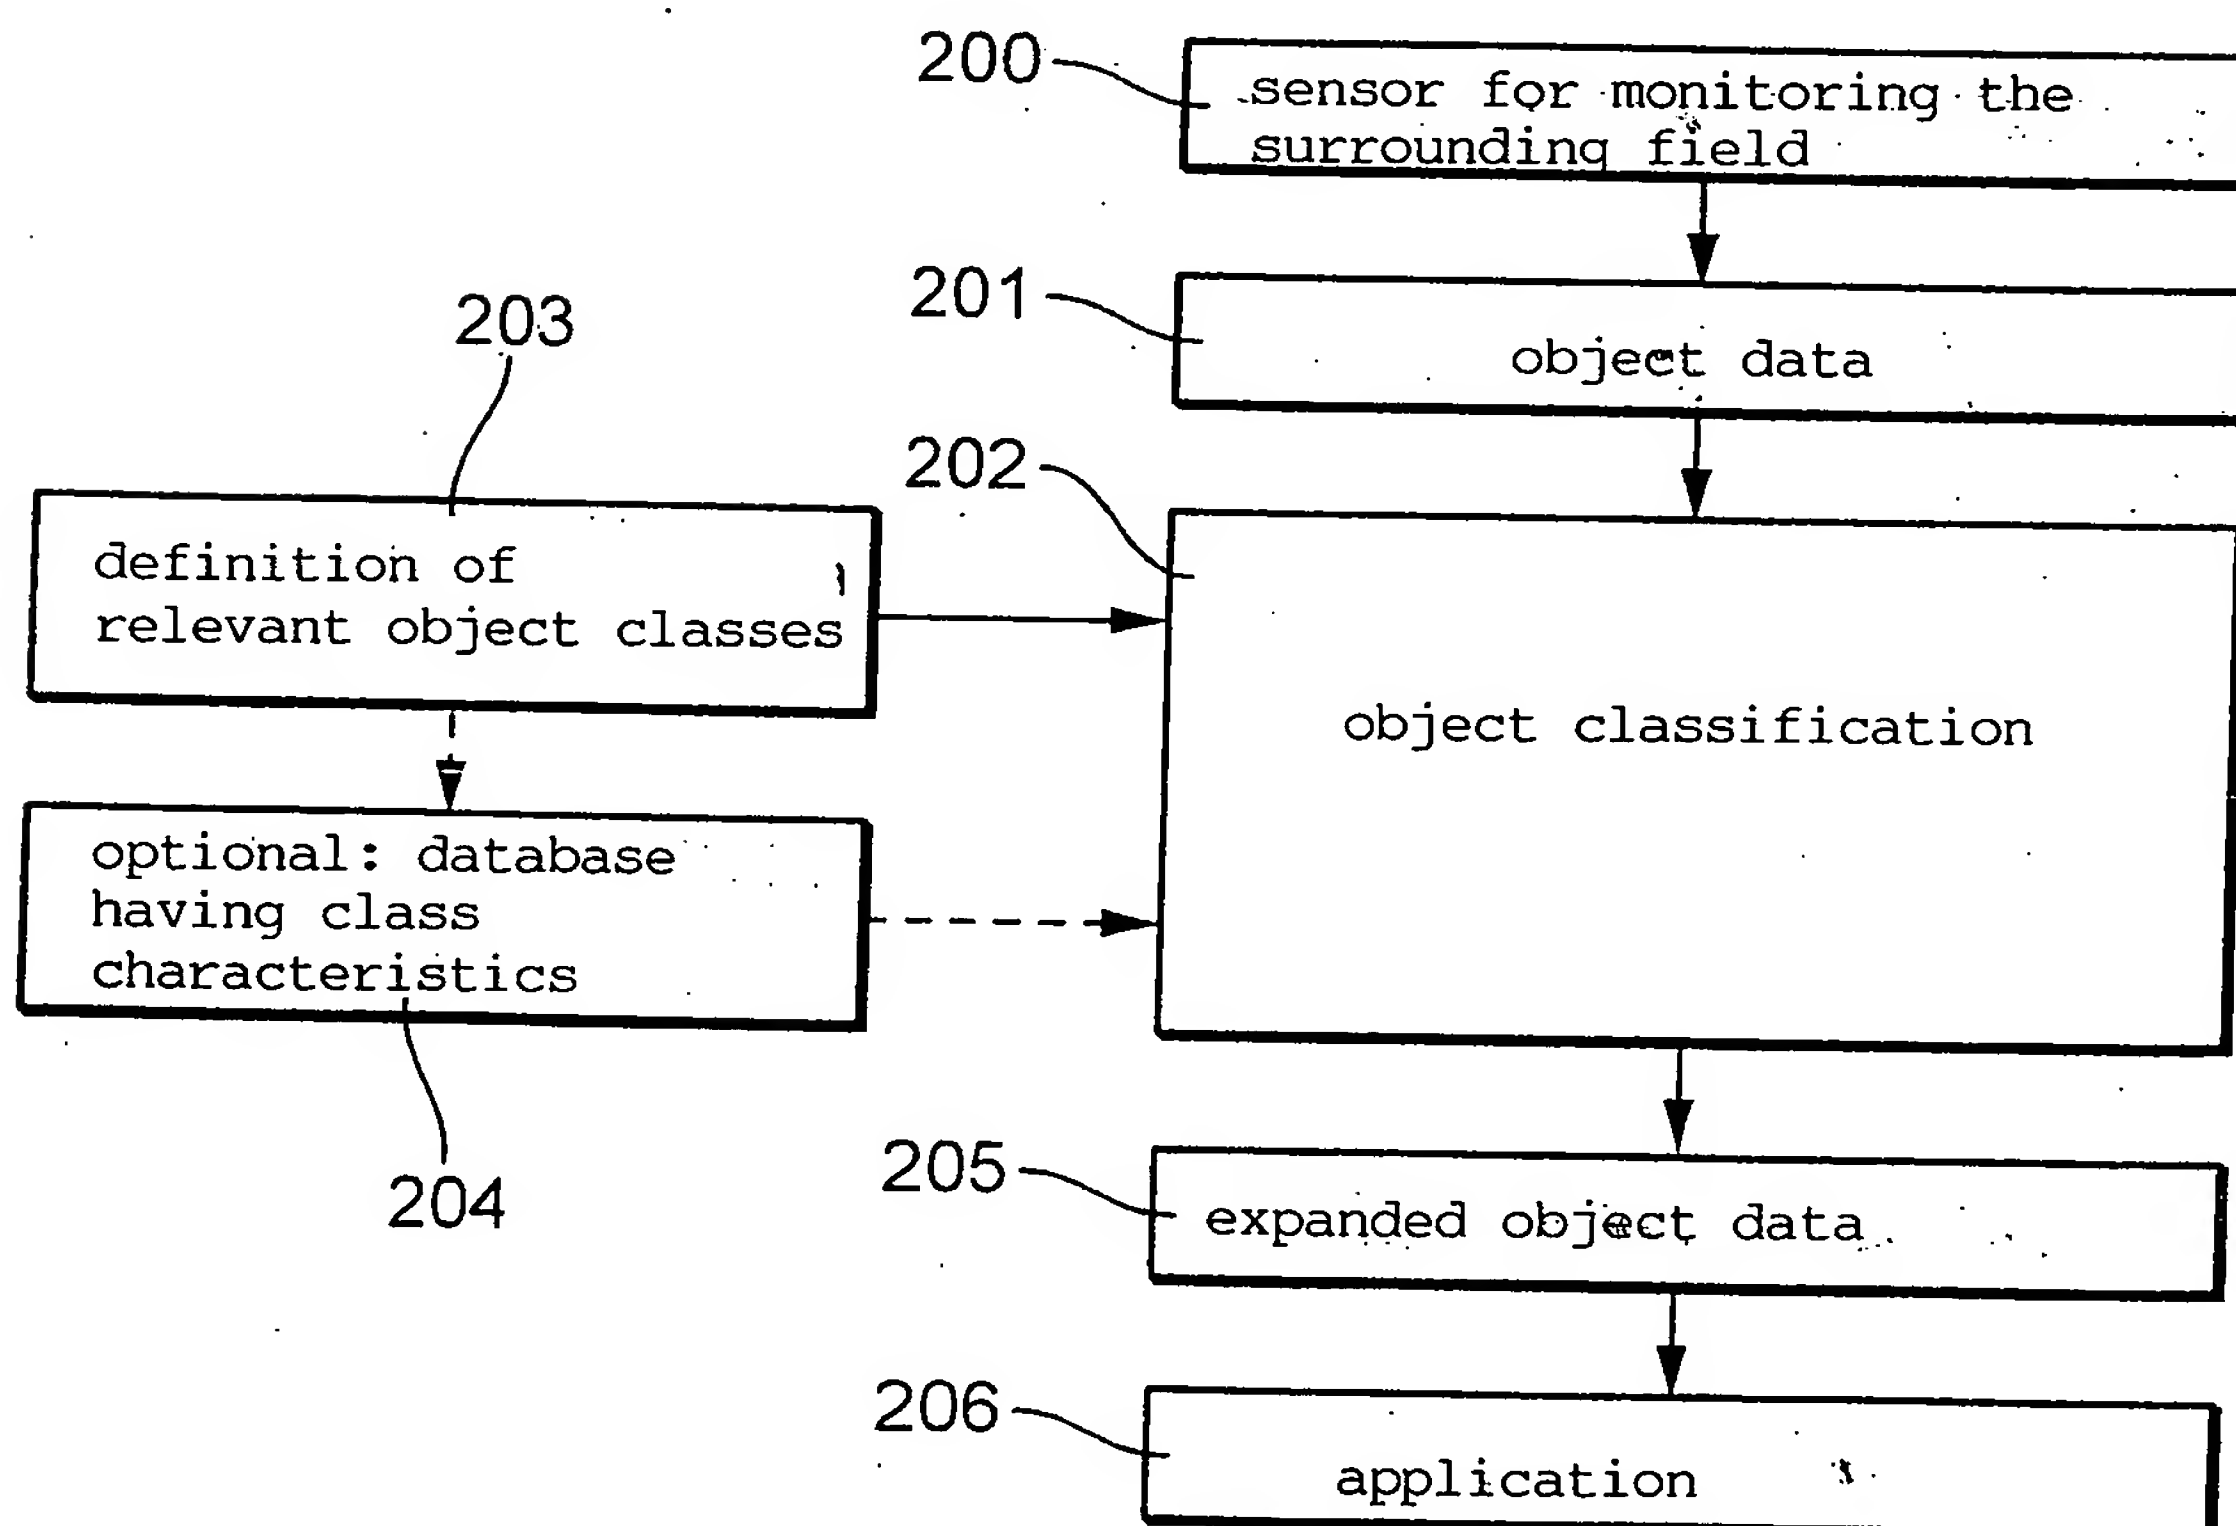 200
sensor for monitoring the
surrounding field
201
object data
203
202
definition of
relevant object classes
object classification
optional: database
having class
characteristics
204
205
expanded object data
206
application